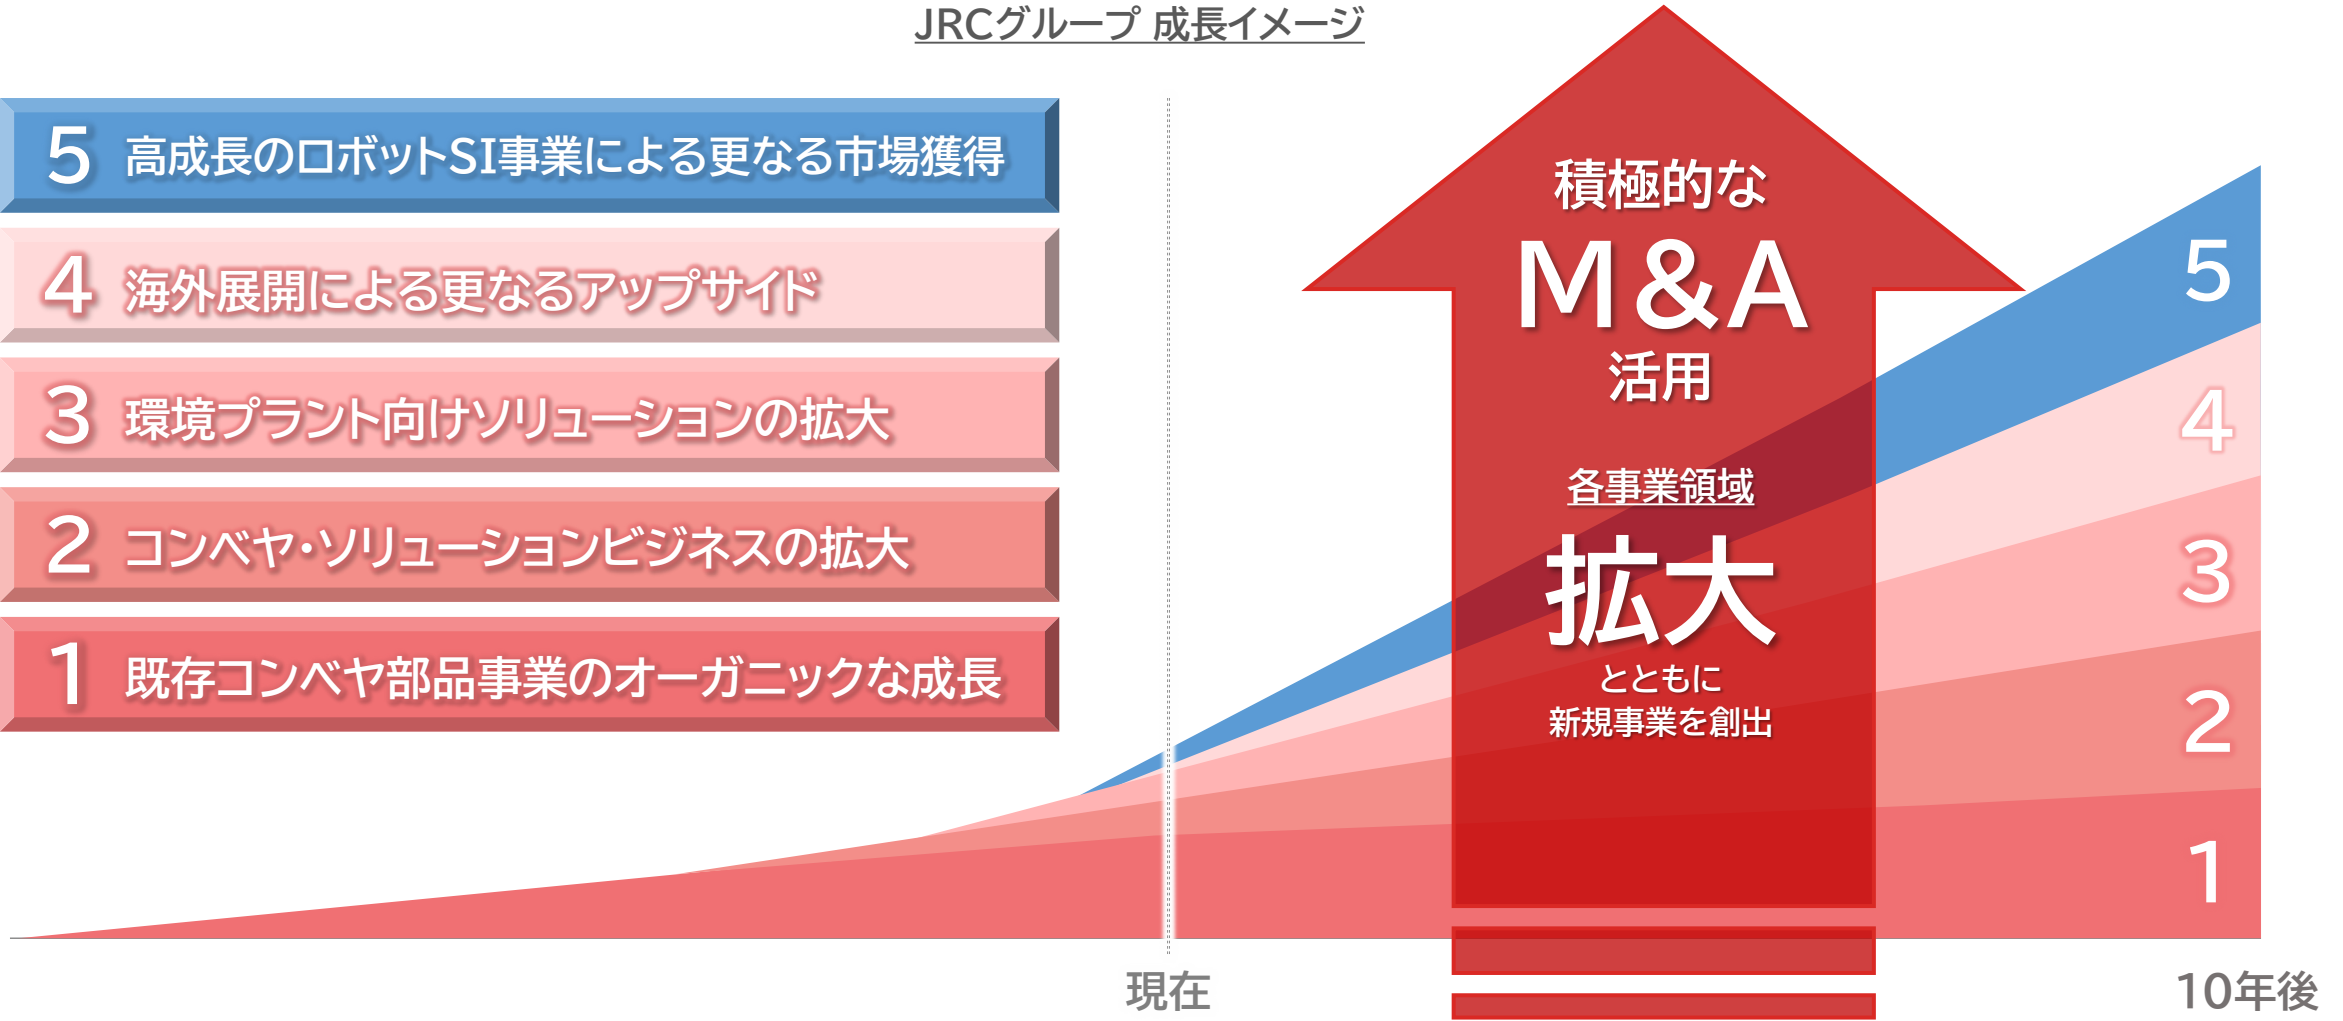 JRCグループ 成長イメージ
5 高成長のロボットSI事業による更なる市場獲得
4 海外展開による更なるアップサイド
3 環境プラント向けソリューションの拡大
2 コンベヤ・ソリューションビジネスの拡大
1 既存コンベヤ部品事業のオーガニックな成長
積極的な
M&A
活用
各事業領域
拡大
とともに
新規事業を創出
5
4
3
2
1
現在
10年後